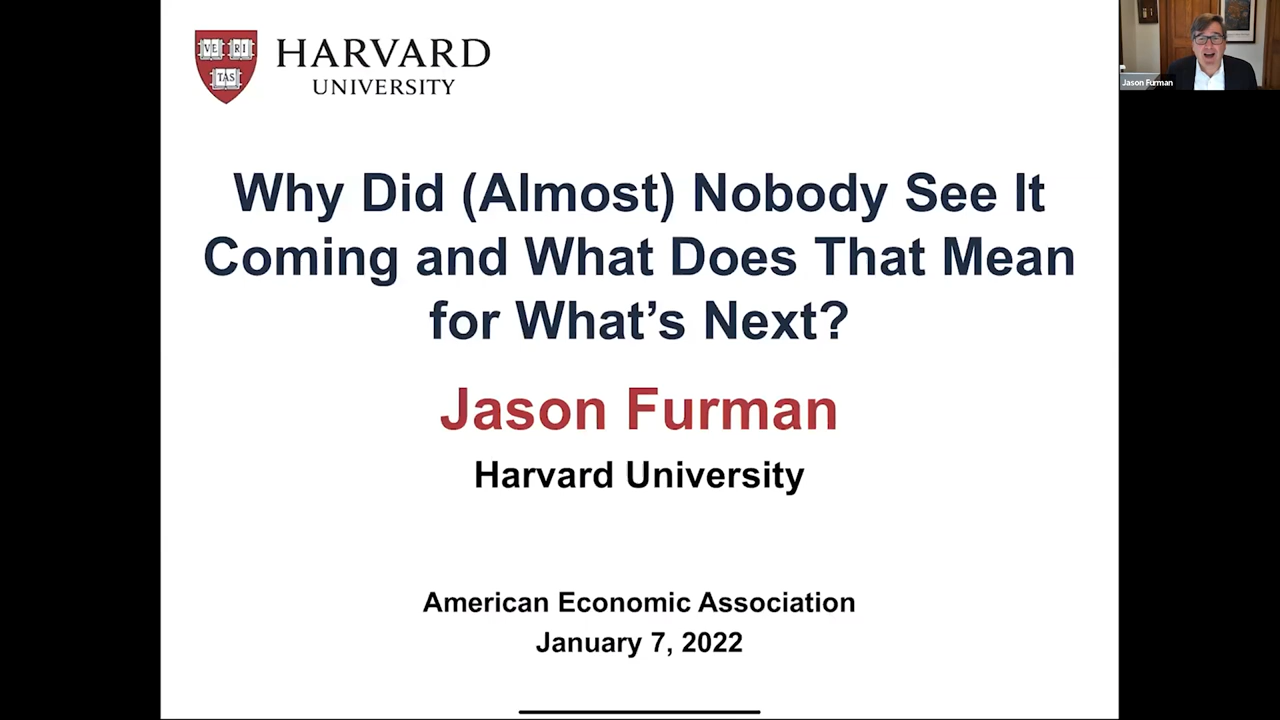 VE RI
TAS
HARVARD
UNIVERSITY
Jason Furman
Why Did (Almost) Nobody See It
Coming and What Does That Mean
for What’s Next?
Jason Furman
Harvard University
American Economic Association
January 7, 2022